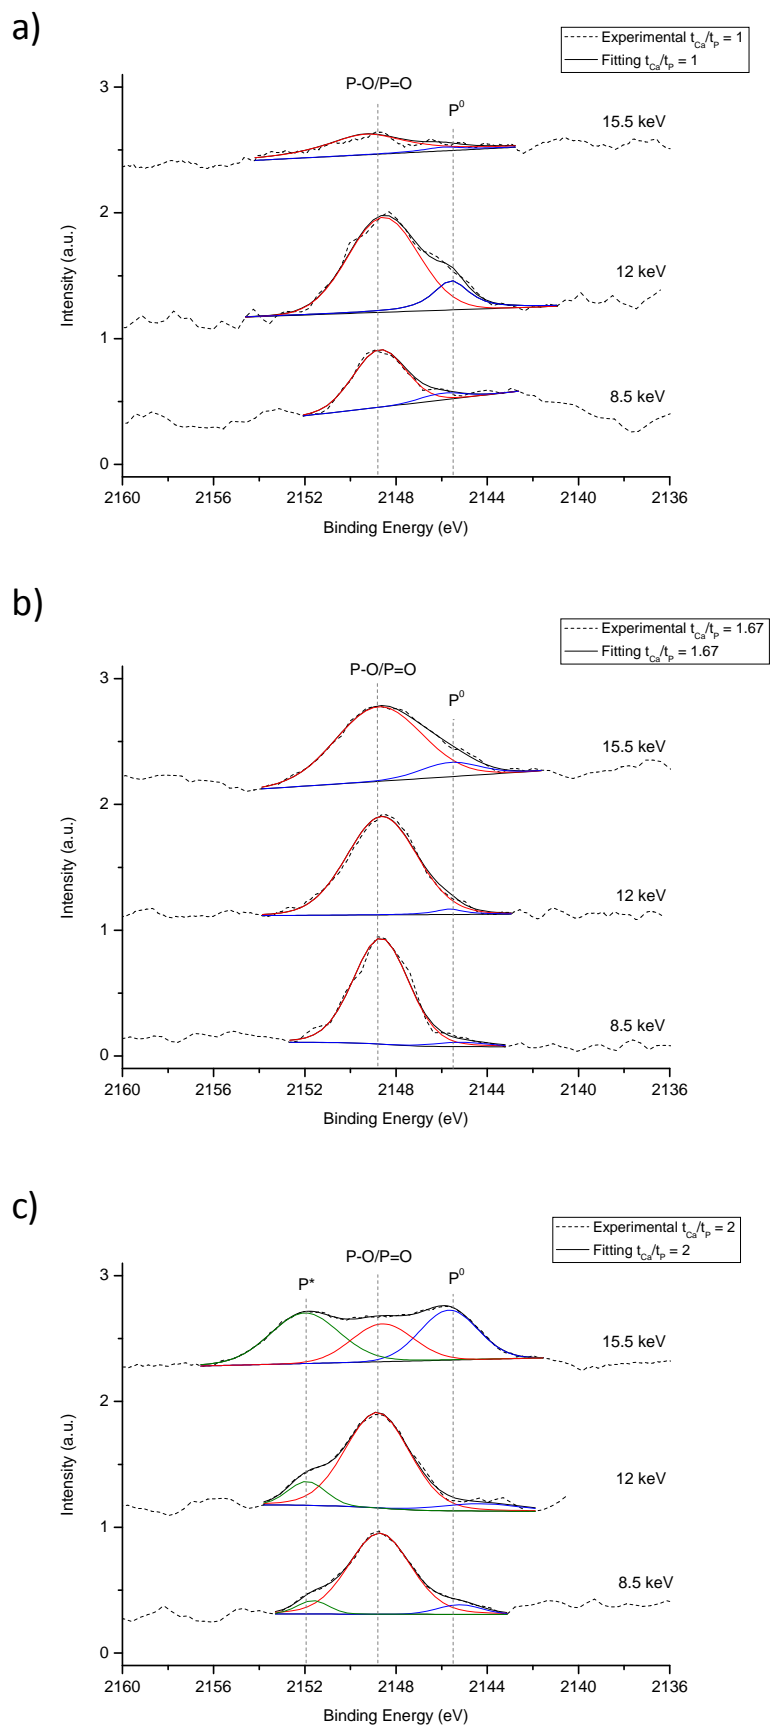 a)
Experimental t_Ca/t_P = 1
Fitting t_Ca/t_P = 1
P-O/P=O
P^0
15.5 keV
12 keV
8.5 keV
3
2
1
0
Intensity (a.u.)
2160 2156 2152 2148 2144 2140 2136
Binding Energy (eV)
b)
Experimental t_Ca/t_P = 1.67
Fitting t_Ca/t_P = 1.67
P-O/P=O
P^0
15.5 keV
12 keV
8.5 keV
3
2
1
0
Intensity (a.u.)
2160 2156 2152 2148 2144 2140 2136
Binding Energy (eV)
c)
Experimental t_Ca/t_P = 2
Fitting t_Ca/t_P = 2
P-O/P=O
P*
P^0
15.5 keV
12 keV
8.5 keV
3
2
1
0
Intensity (a.u.)
2160 2156 2152 2148 2144 2140 2136
Binding Energy (eV)